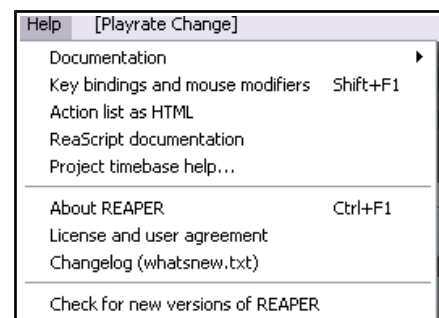 Help [Playrate Change]
Documentation
Key bindings and mouse modifiers Shift+F1
Action list as HTML
ReaScript documentation
Project timebase help...
About REAPER Ctrl+F1
License and user agreement
Changelog (whatsnew.txt)
Check for new versions of REAPER